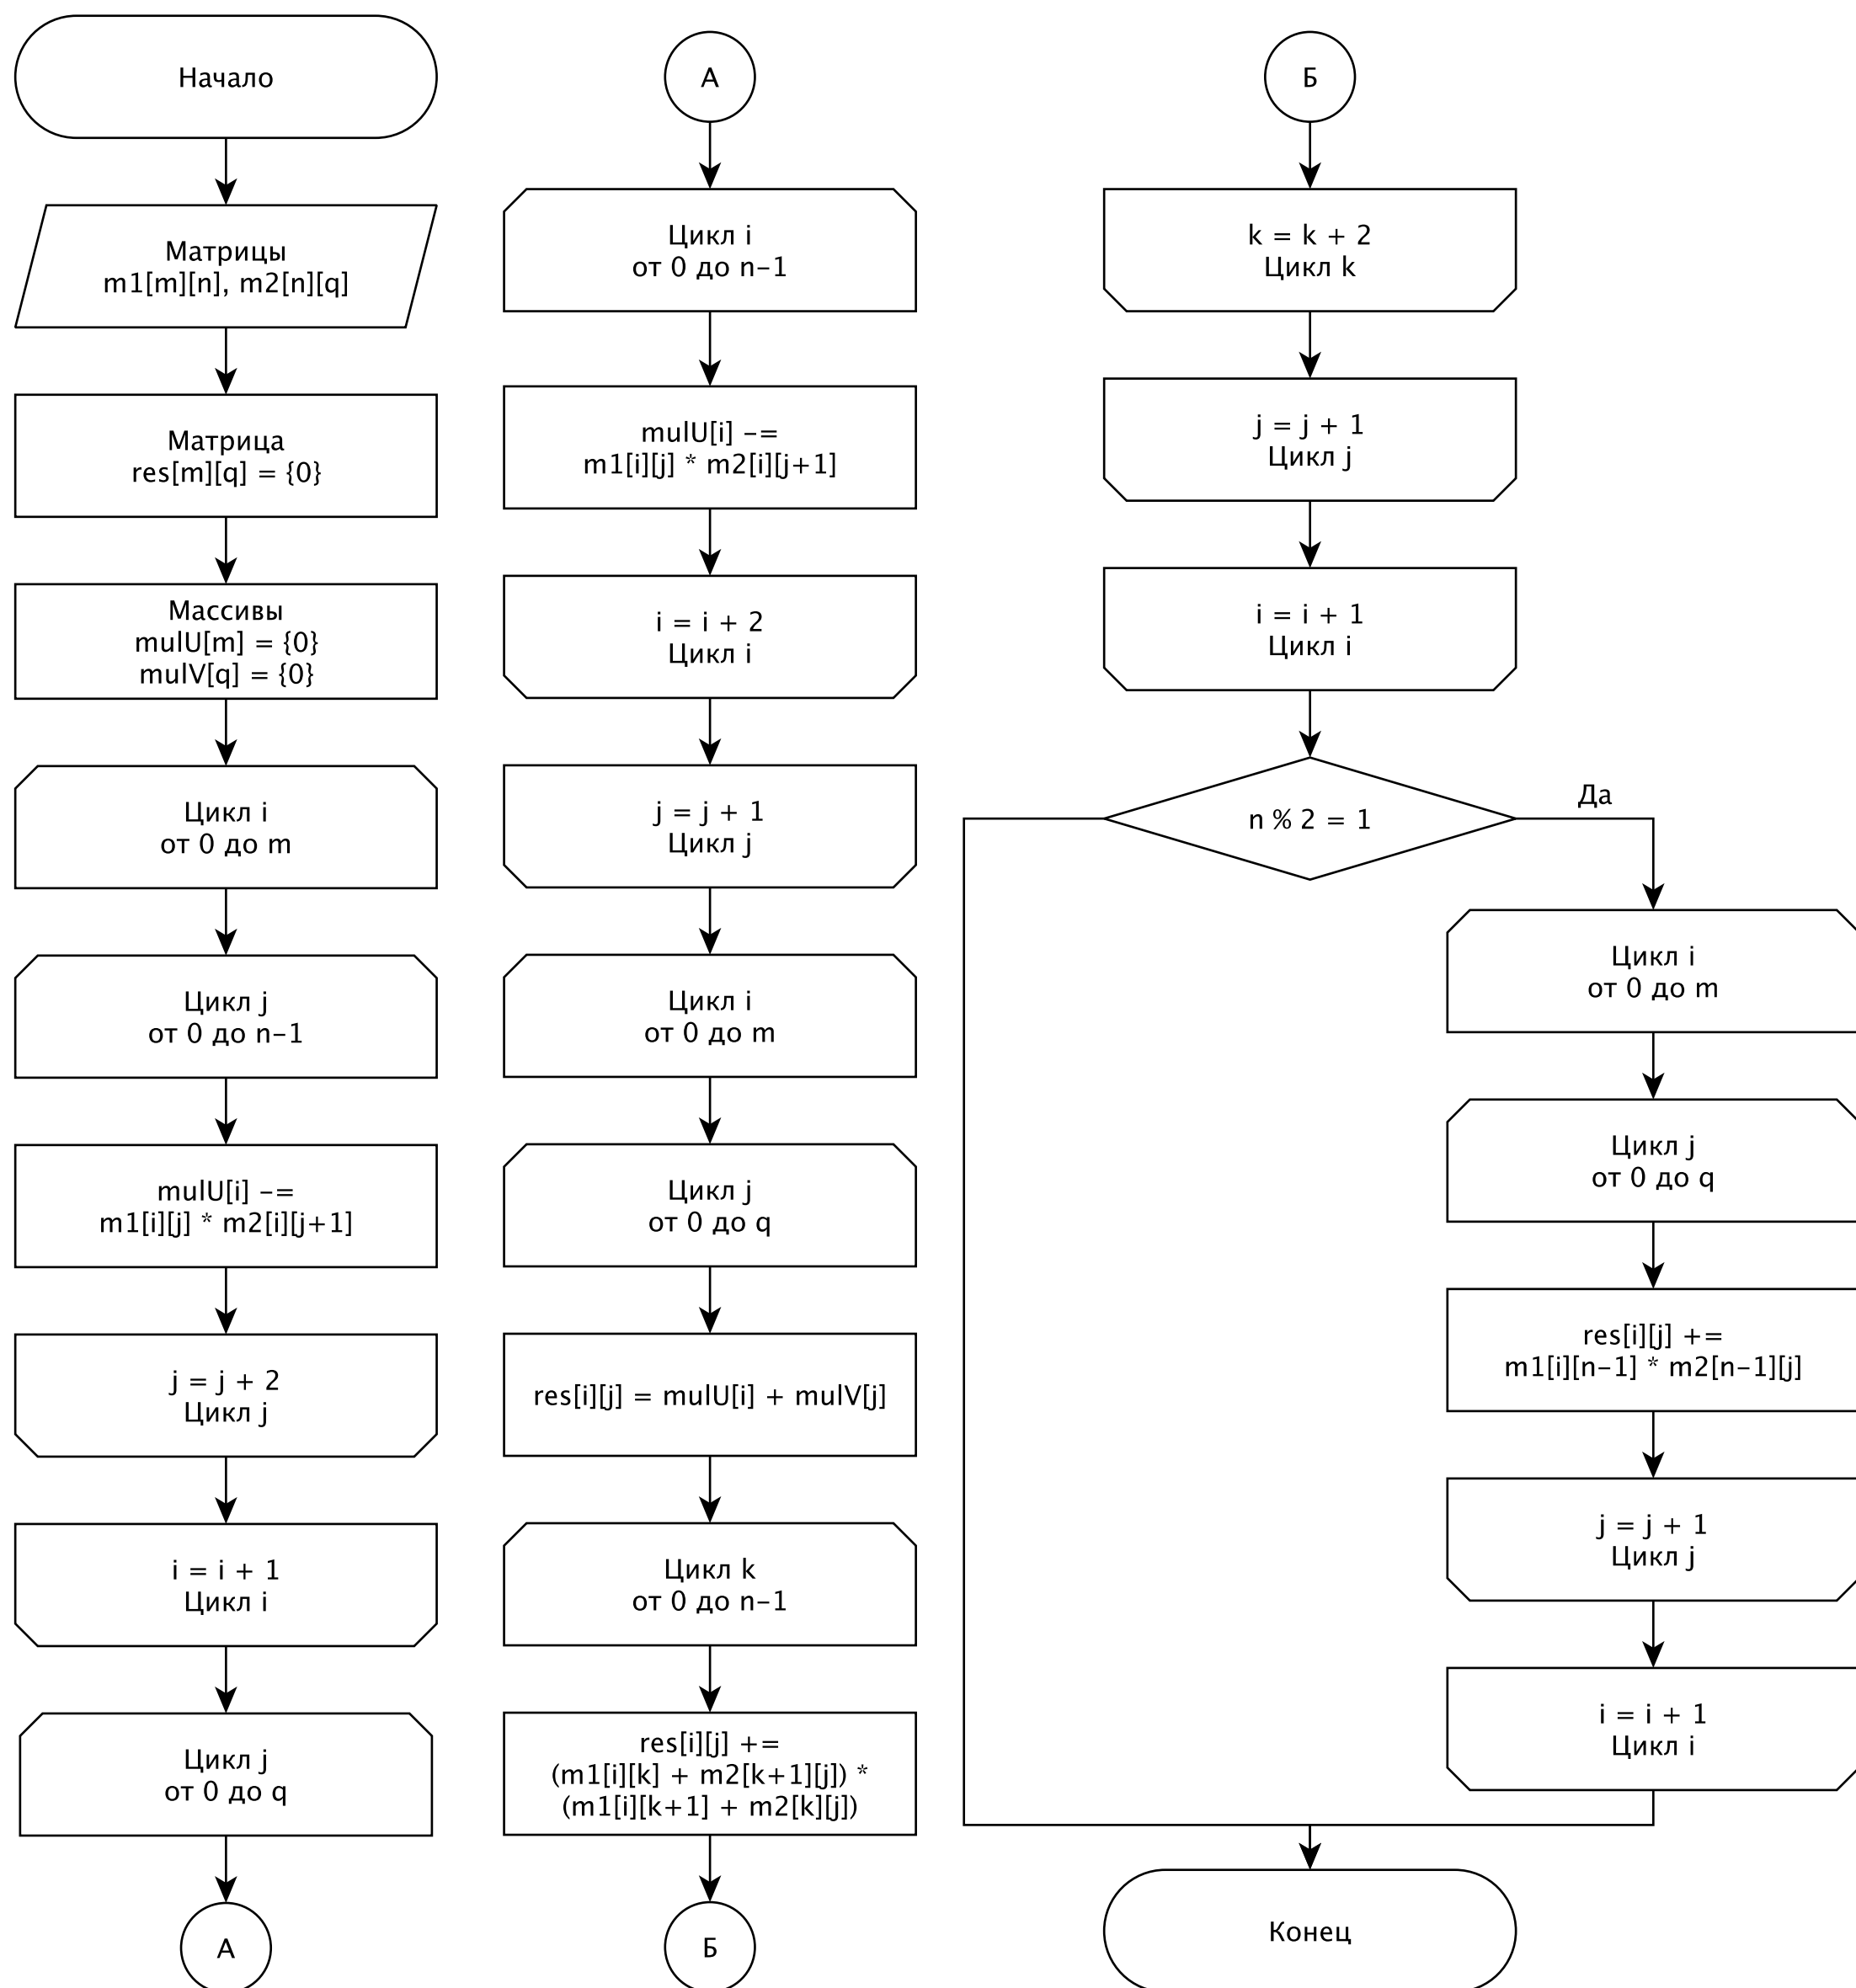 Начало
Матрицы
m1[m][n], m2[n][q]
Матрица
res[m][q] = {0}
Массивы
mulU[m] = {0}
mulV[q] = {0}
Цикл i
от 0 до m
Цикл j
от 0 до n-1
mulU[i] -=
m1[i][j] * m2[i][j+1]
j = j + 2
Цикл j
i = i + 1
Цикл i
Цикл j
от 0 до q
А
А
Цикл i
от 0 до n-1
mulU[i] -=
m1[i][j] * m2[i][j+1]
i = i + 2
Цикл i
j = j + 1
Цикл j
Цикл i
от 0 до m
Цикл j
от 0 до q
res[i][j] = mulU[i] + mulV[j]
Цикл k
от 0 до n-1
res[i][j] +=
(m1[i][k] + m2[k+1][j]) *
(m1[i][k+1] + m2[k][j])
Б
Б
k = k + 2
Цикл k
j = j + 1
Цикл j
i = i + 1
Цикл i
n % 2 = 1
Да
Цикл i
от 0 до m
Цикл j
от 0 до q
res[i][j] +=
m1[i][n-1] * m2[n-1][j]
j = j + 1
Цикл j
i = i + 1
Цикл i
Конец